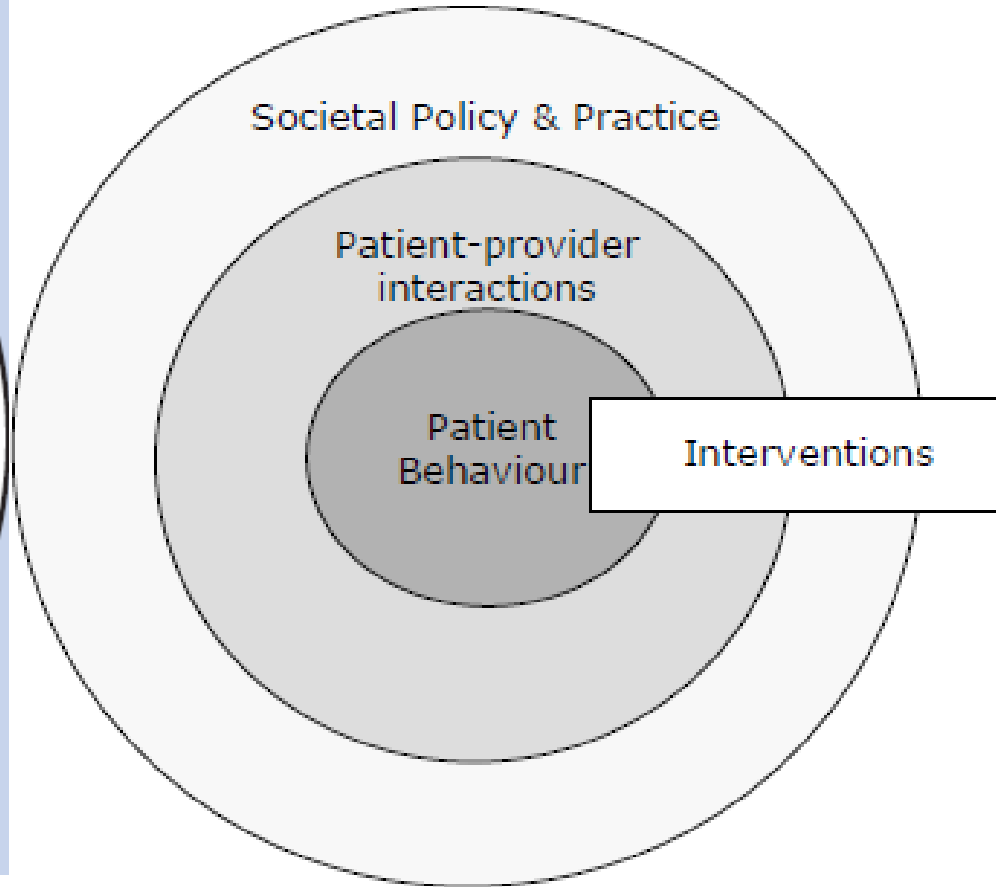 Societal Policy & Practice
Patient-provider
interactions
Patient
Behaviour
Interventions